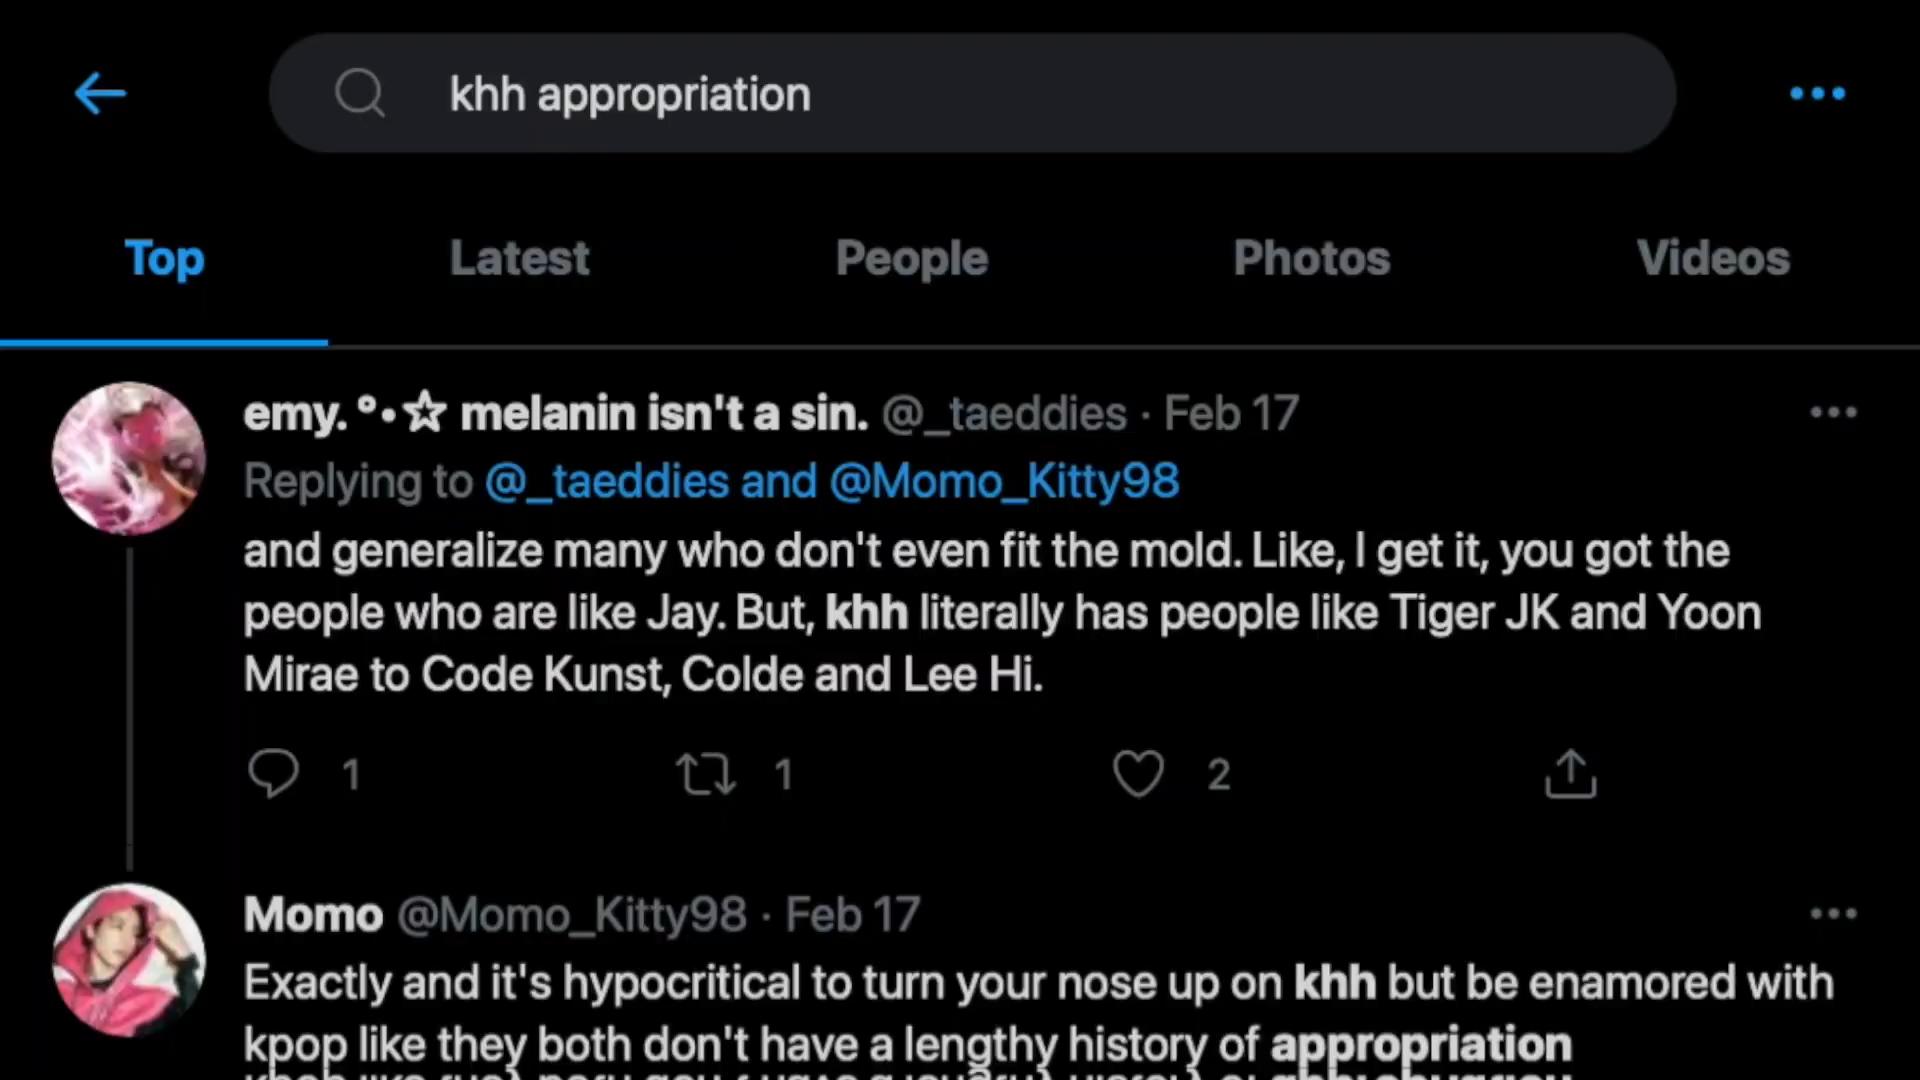 khh appropriation
Top Latest People Photos Videos
emy. °•☆ melanin isn't a sin. @_taeddies · Feb 17
Replying to @_taeddies and @Momo_Kitty98
and generalize many who don't even fit the mold. Like, I get it, you got the
people who are like Jay. But, khh literally has people like Tiger JK and Yoon
Mirae to Code Kunst, Colde and Lee Hi.
1 1 2
Momo @Momo_Kitty98 · Feb 17
Exactly and it's hypocritical to turn your nose up on khh but be enamored with
kpop like they both don't have a lengthy history of appropriation